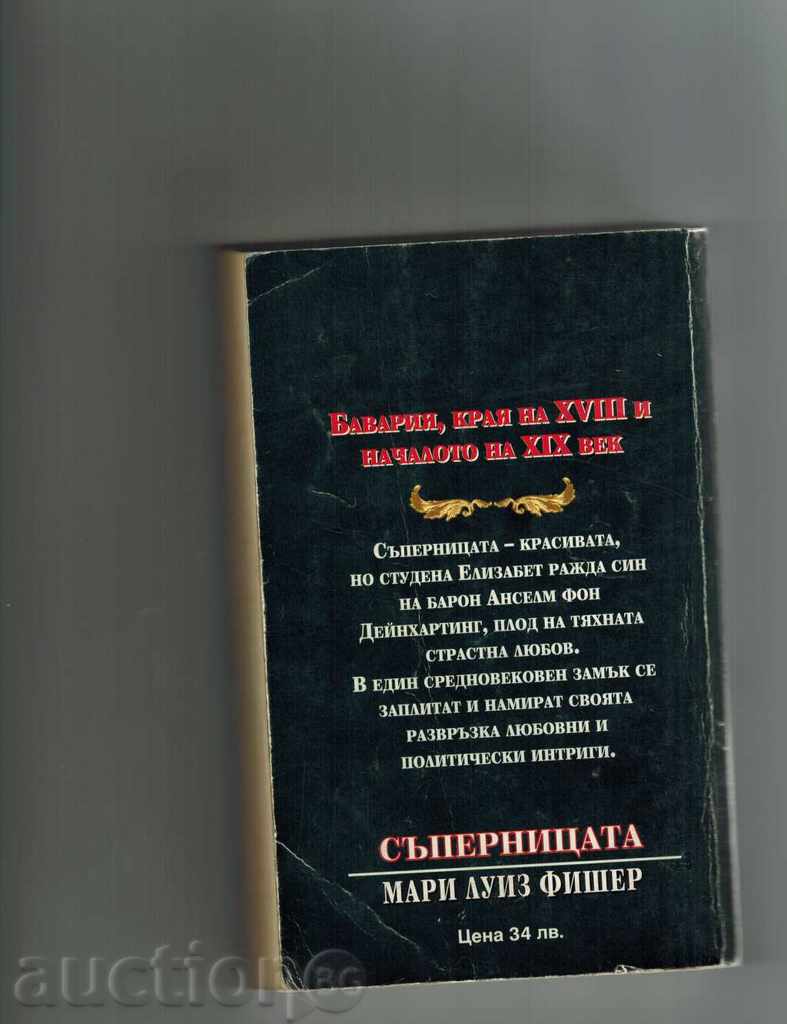 БАВАРИЯ, КРАЯ НА XVIII И
НАЧАЛОТО НА XIX ВЕК
СЪПЕРНИЦАТА – КРАСИВАТА,
НО СТУДЕНА ЕЛИЗАБЕТ РАЖДА СИН
НА БАРОН АНСЕЛМ ФОН
ДЕЙНХАРТИНГ, ПЛОД НА ТЯХНАТА
СТРАСТНА ЛЮБОВ.
В ЕДИН СРЕДНОВЕКОВЕН ЗАМЪК СЕ
ЗАПЛИТАТ И НАМИРАТ СВОЯТА
РАЗВРЪЗКА ЛЮБОВНИ И
ПОЛИТИЧЕСКИ ИНТРИГИ.
СЪПЕРНИЦАТА
МАРИ ЛУИЗ ФИШЕР
Цена 34 лв.
auction BG